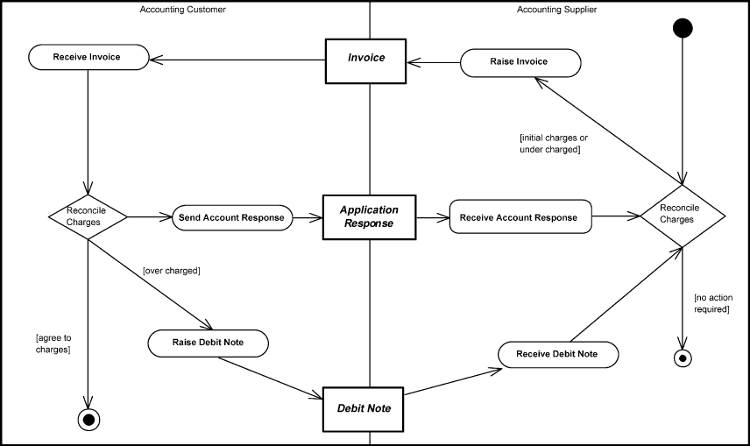 Accounting Customer
Accounting Supplier
Receive Invoice
Invoice
Raise Invoice
[initial charges or
under charged]
Reconcile
Charges
Send Account Response
Application
Response
Receive Account Response
Reconcile
Charges
[over charged]
[no action
required]
[agree to
charges]
Raise Debit Note
Receive Debit Note
Debit Note